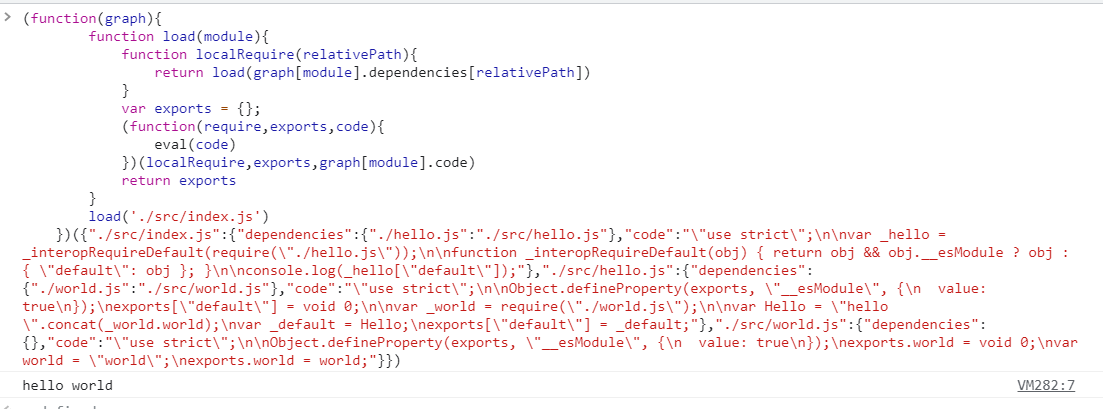 (function(graph){
function load(module){
function localRequire(relativePath){
return load(graph[module].dependencies[relativePath])
}
var exports = {};
(function(require,exports,code){
eval(code)
})(localRequire,exports,graph[module].code)
return exports
}
load('./src/index.js')
})({"./src/index.js":{"dependencies":{"./hello.js":"./src/hello.js"},"code":"\"use strict\";\n\nvar _hello =
_interopRequireDefault(require(\"./hello.js\"));\n\nfunction _interopRequireDefault(obj) { return obj && obj.__esModule ? obj :
{ \"default\": obj }; }\n\nconsole.log(_hello[\"default\"]);"},"./src/hello.js":{"dependencies":
{"./world.js":"./src/world.js"},"code":"\"use strict\";\n\nObject.defineProperty(exports, \"__esModule\", {\n  value:
true\n});\nexports[\"default\"] = void 0;\n\nvar _world = require(\"./world.js\");\n\nvar Hello = \"hello
\".concat(_world.world);\nvar _default = Hello;\nexports[\"default\"] = _default;"},"./src/world.js":{"dependencies":
{},"code":"\"use strict\";\n\nObject.defineProperty(exports, \"__esModule\", {\n  value: true\n});\nexports.world = void 0;\nvar
world = \"world\";\nexports.world = world;"}})
hello world VM282:7